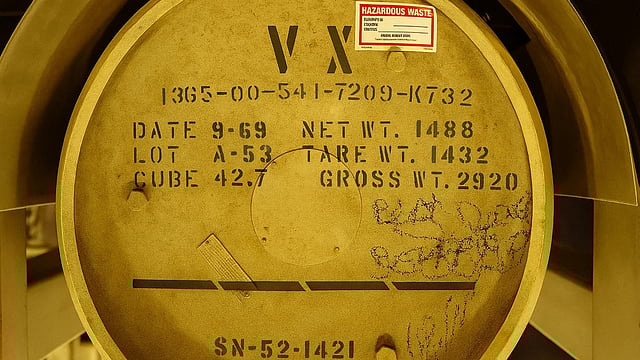 HAZARDOUS WASTE
VX
1365-00-541-7209-K732
DATE 9-69 NET WT. 1488
LOT A-53 TARE WT. 1432
CUBE 42.7 GROSS WT. 2920
SN-52-1421